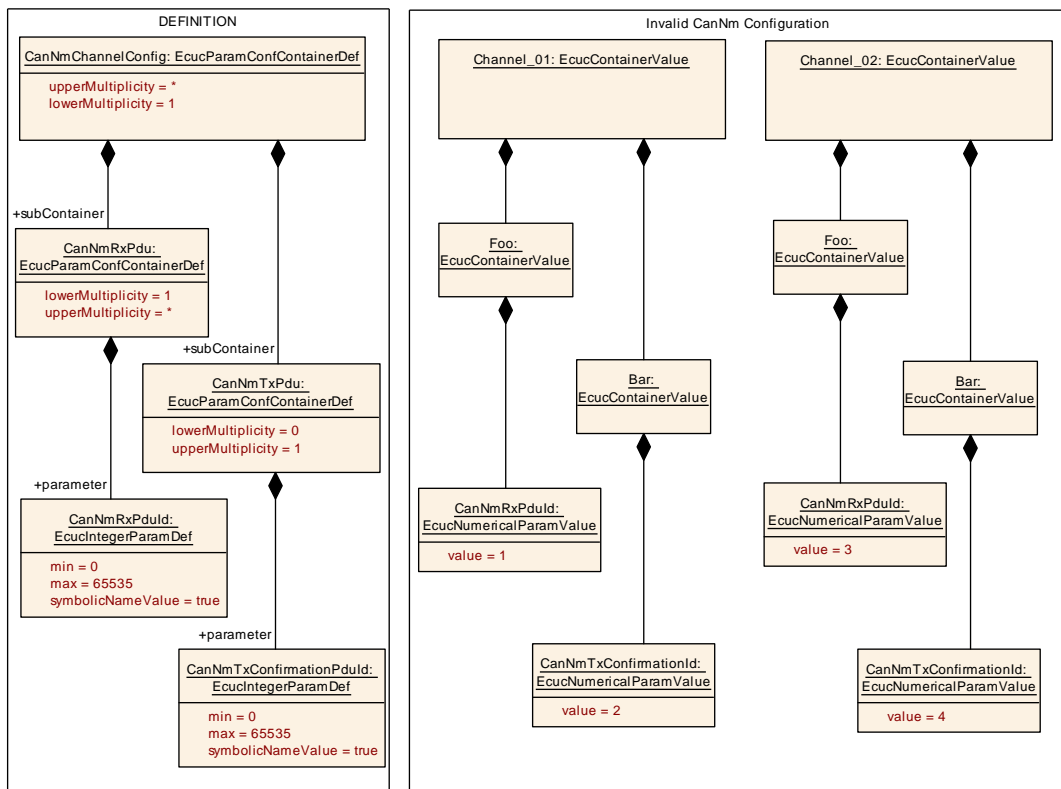 DEFINITION
CanNmChannelConfig: EcucParamConfContainerDef
upperMultiplicity = *
lowerMultiplicity = 1
+subContainer
CanNmRxPdu:
EcucParamConfContainerDef
lowerMultiplicity = 1
upperMultiplicity = *
+subContainer
CanNmTxPdu:
EcucParamConfContainerDef
lowerMultiplicity = 0
upperMultiplicity = 1
+parameter
CanNmRxPduId:
EcucIntegerParamDef
min = 0
max = 65535
symbolicNameValue = true
+parameter
CanNmTxConfirmationPduId:
EcucIntegerParamDef
min = 0
max = 65535
symbolicNameValue = true
Invalid CanNm Configuration
Channel_01: EcucContainerValue
Foo:
EcucContainerValue
Bar:
EcucContainerValue
CanNmRxPduId:
EcucNumericalParamValue
value = 1
CanNmTxConfirmationId:
EcucNumericalParamValue
value = 2
Channel_02: EcucContainerValue
Foo:
EcucContainerValue
Bar:
EcucContainerValue
CanNmRxPduId:
EcucNumericalParamValue
value = 3
CanNmTxConfirmationId:
EcucNumericalParamValue
value = 4